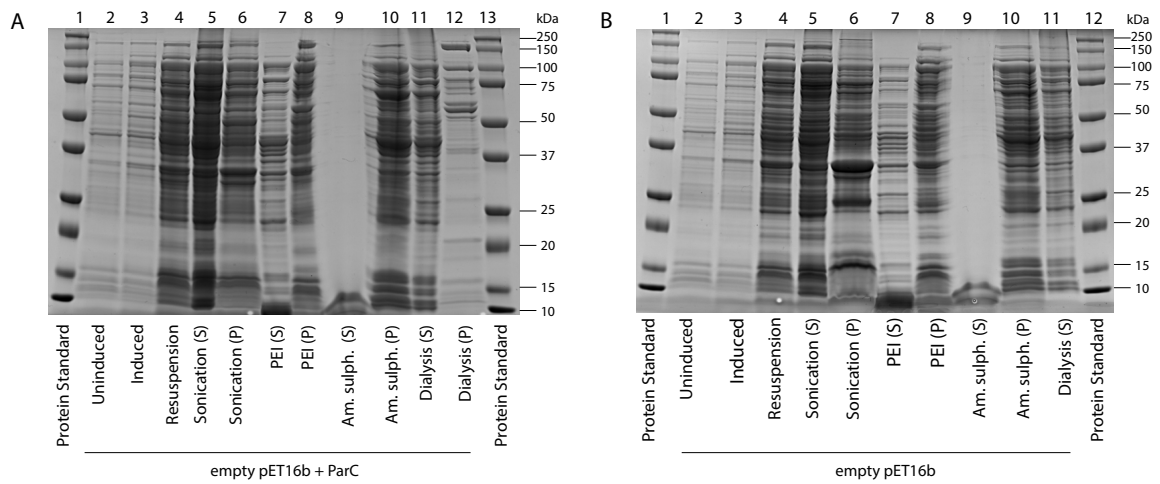 A
1 2 3 4 5 6 7 8 9 10 11 12 13 kDa
250
150
100
75
50
37
25
20
15
10
Protein Standard
Uninduced
Induced
Resuspension
Sonication (S)
Sonication (P)
PEI (S)
PEI (P)
Am. sulph. (S)
Am. sulph. (P)
Dialysis (S)
Dialysis (P)
Protein Standard
empty pET16b + ParC
B
1 2 3 4 5 6 7 8 9 10 11 12 kDa
250
150
100
75
50
37
25
20
15
10
Protein Standard
Uninduced
Induced
Resuspension
Sonication (S)
Sonication (P)
PEI (S)
PEI (P)
Am. sulph. (S)
Am. sulph. (P)
Dialysis (S)
Protein Standard
empty pET16b